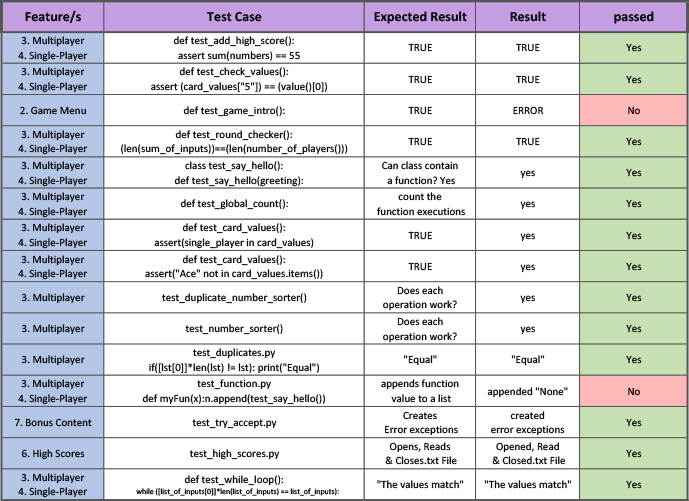 Feature/s Test Case Expected Result Result passed
3. Multiplayer
4. Single-Player
def test_add_high_score():
assert sum(numbers) == 55
TRUE TRUE Yes
3. Multiplayer
4. Single-Player
def test_check_values():
assert (card_values["5"]) == (value()[0])
TRUE TRUE Yes
2. Game Menu def test_game_intro(): TRUE ERROR No
3. Multiplayer
4. Single-Player
def test_round_checker():
(len(sum_of_inputs))==(len(number_of_players()))
TRUE TRUE Yes
3. Multiplayer
4. Single-Player
class test_say_hello():
def test_say_hello(greeting):
Can class contain
a function? Yes
yes Yes
3. Multiplayer
4. Single-Player
def test_global_count():
count the
function executions
yes Yes
3. Multiplayer
4. Single-Player
def test_card_values():
assert(single_player in card_values)
TRUE yes Yes
3. Multiplayer
4. Single-Player
def test_card_values():
assert("Ace" not in card_values.items())
TRUE yes Yes
3. Multiplayer test_duplicate_number_sorter()
Does each
operation work?
yes Yes
3. Multiplayer test_number_sorter()
Does each
operation work?
yes Yes
3. Multiplayer
test_duplicates.py
if([lst[0]]*len(lst) != lst): print("Equal")
"Equal" "Equal" Yes
3. Multiplayer
4. Single-Player
test_function.py
def myFun(x):n.append(test_say_hello())
appends function
value to a list
appended "None" No
7. Bonus Content test_try_accept.py
Creates
Error exceptions
created
error exceptions
Yes
6. High Scores test_high_scores.py
Opens, Reads
& Closes.txt File
Opened, Read
& Closed.txt File
Yes
3. Multiplayer
4. Single-Player
def test_while_loop():
while ([list_of_inputs[0]]*len(list_of_inputs) == list_of_inputs):
"The values match" "The values match" Yes